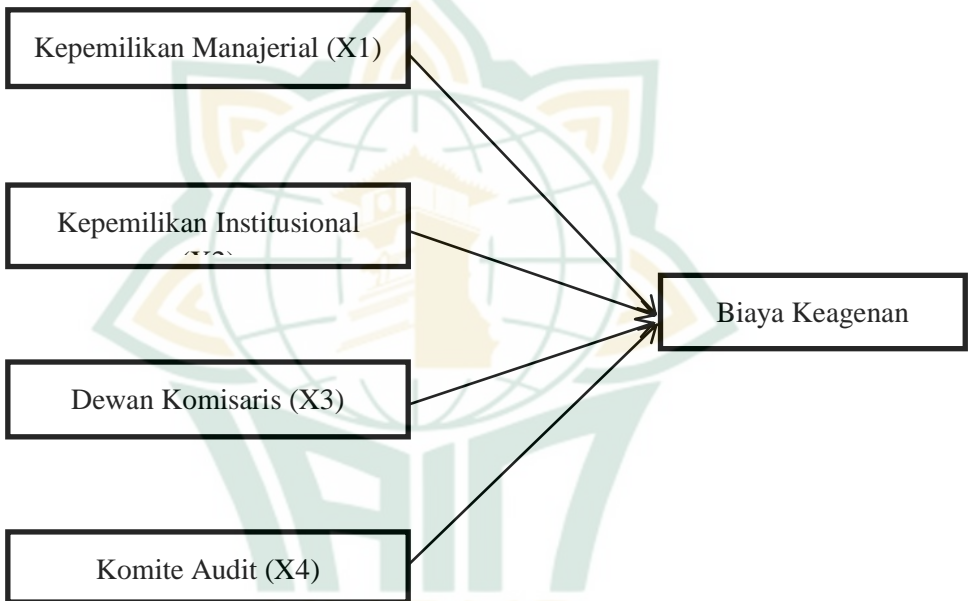 Kepemilikan Manajerial (X1)
Kepemilikan Institusional
Dewan Komisaris (X3)
Komite Audit (X4)
Biaya Keagenan